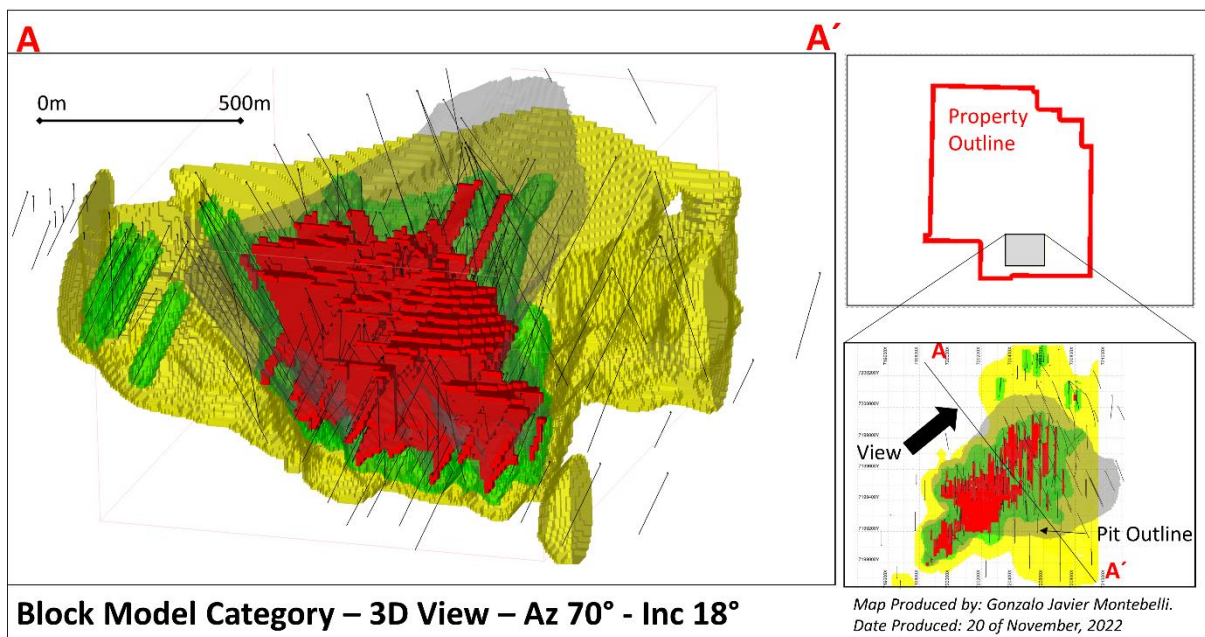 A
A´
0m
500m
Property
Outline
A
View
Pit Outline
A´
Block Model Category – 3D View – Az 70° - Inc 18°
Map Produced by: Gonzalo Javier Montebelli.
Date Produced: 20 of November, 2022